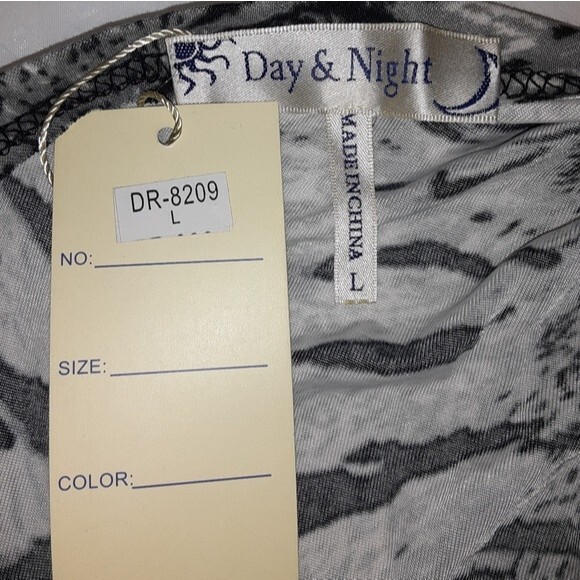 Day & Night
MADE IN CHINA L
DR-8209
L
NO:
SIZE:
COLOR: